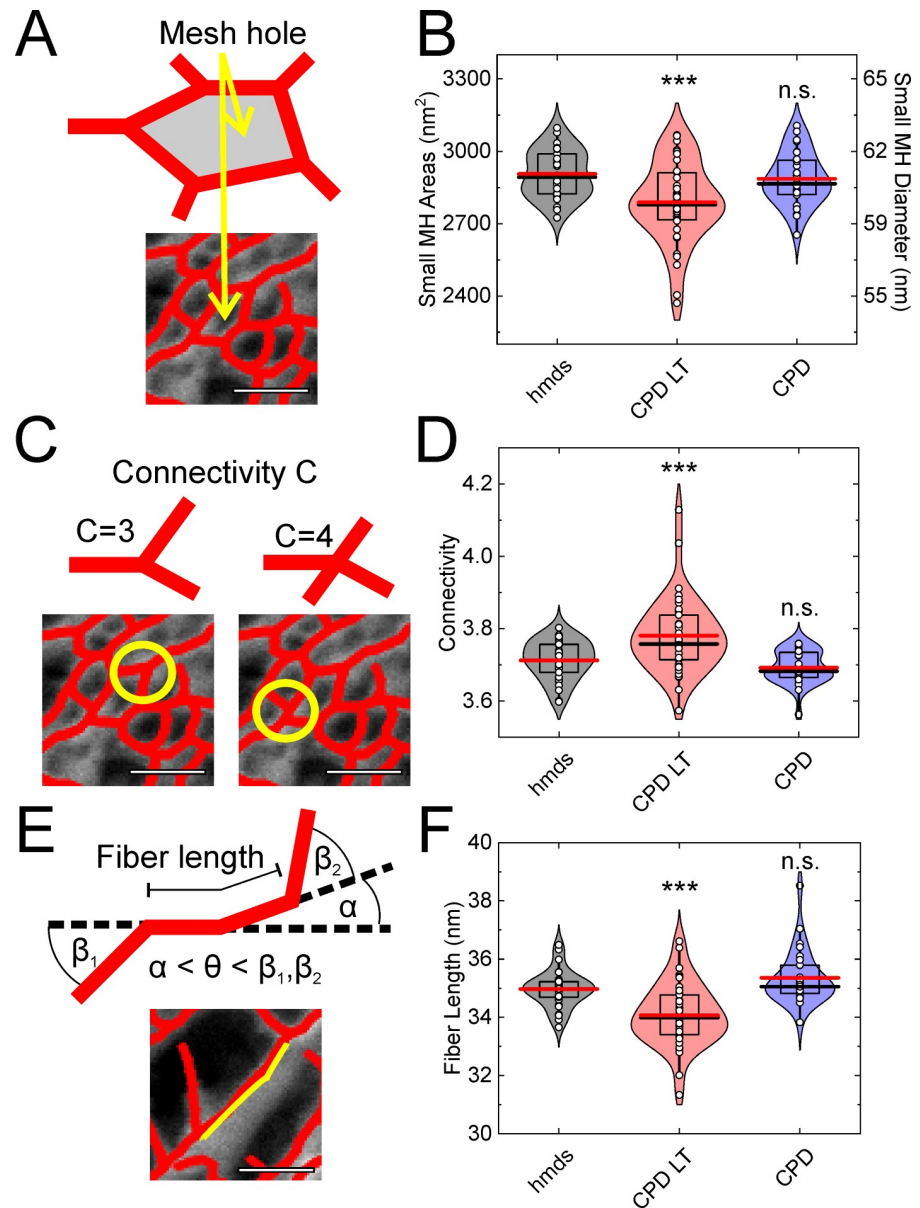 A
Mesh hole
B
Small MH Areas (nm²)
3300
3000
2700
2400
***
n.s.
65
62
59
55
Small MH Diameter (nm)
hmds
CPD LT
CPD
C
Connectivity C
C=3
C=4
D
Connectivity
4.2
4.0
3.8
3.6
***
n.s.
hmds
CPD LT
CPD
E
Fiber length
β₂
α
β₁
α < θ < β₁,β₂
F
Fiber Length (nm)
40
38
36
34
32
30
***
n.s.
hmds
CPD LT
CPD